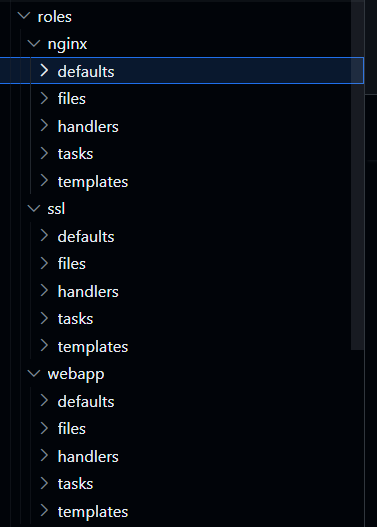 roles
nginx
defaults
files
handlers
tasks
templates
ssl
defaults
files
handlers
tasks
templates
webapp
defaults
files
handlers
tasks
templates